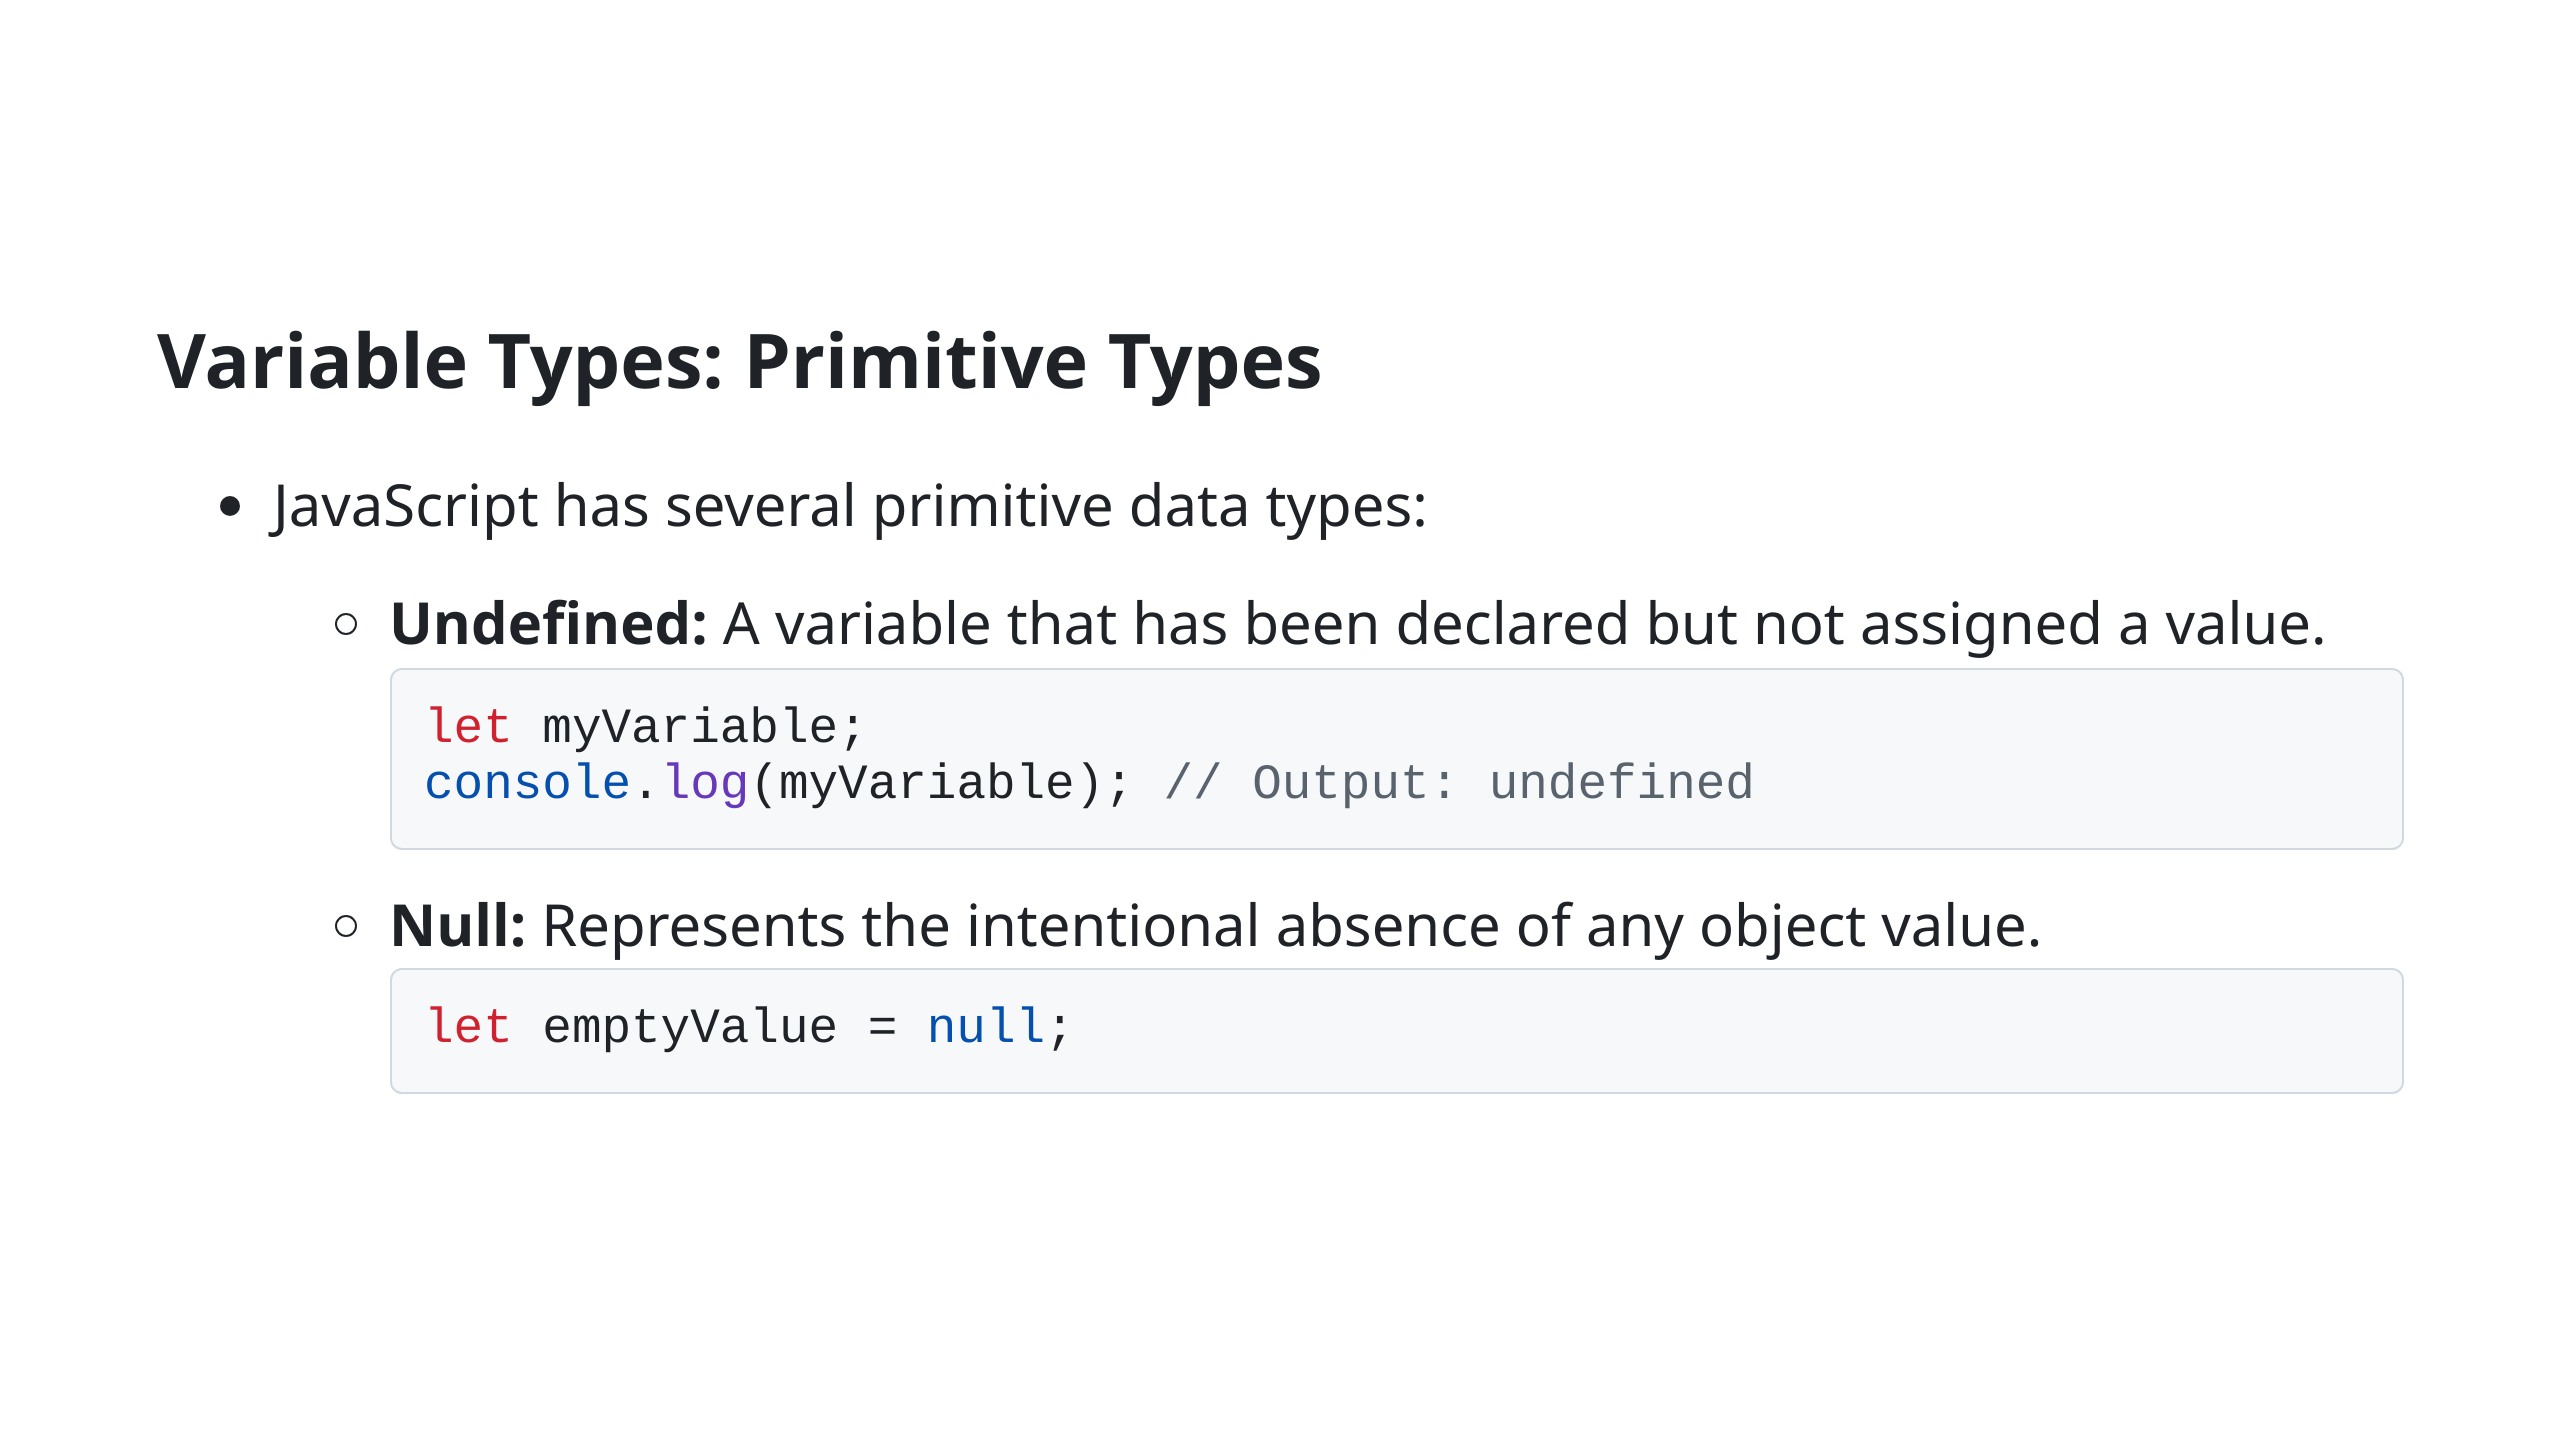 Variable Types: Primitive Types
JavaScript has several primitive data types:
Undefined: A variable that has been declared but not assigned a value.
let myVariable;
console.log(myVariable); // Output: undefined
Null: Represents the intentional absence of any object value.
let emptyValue = null;